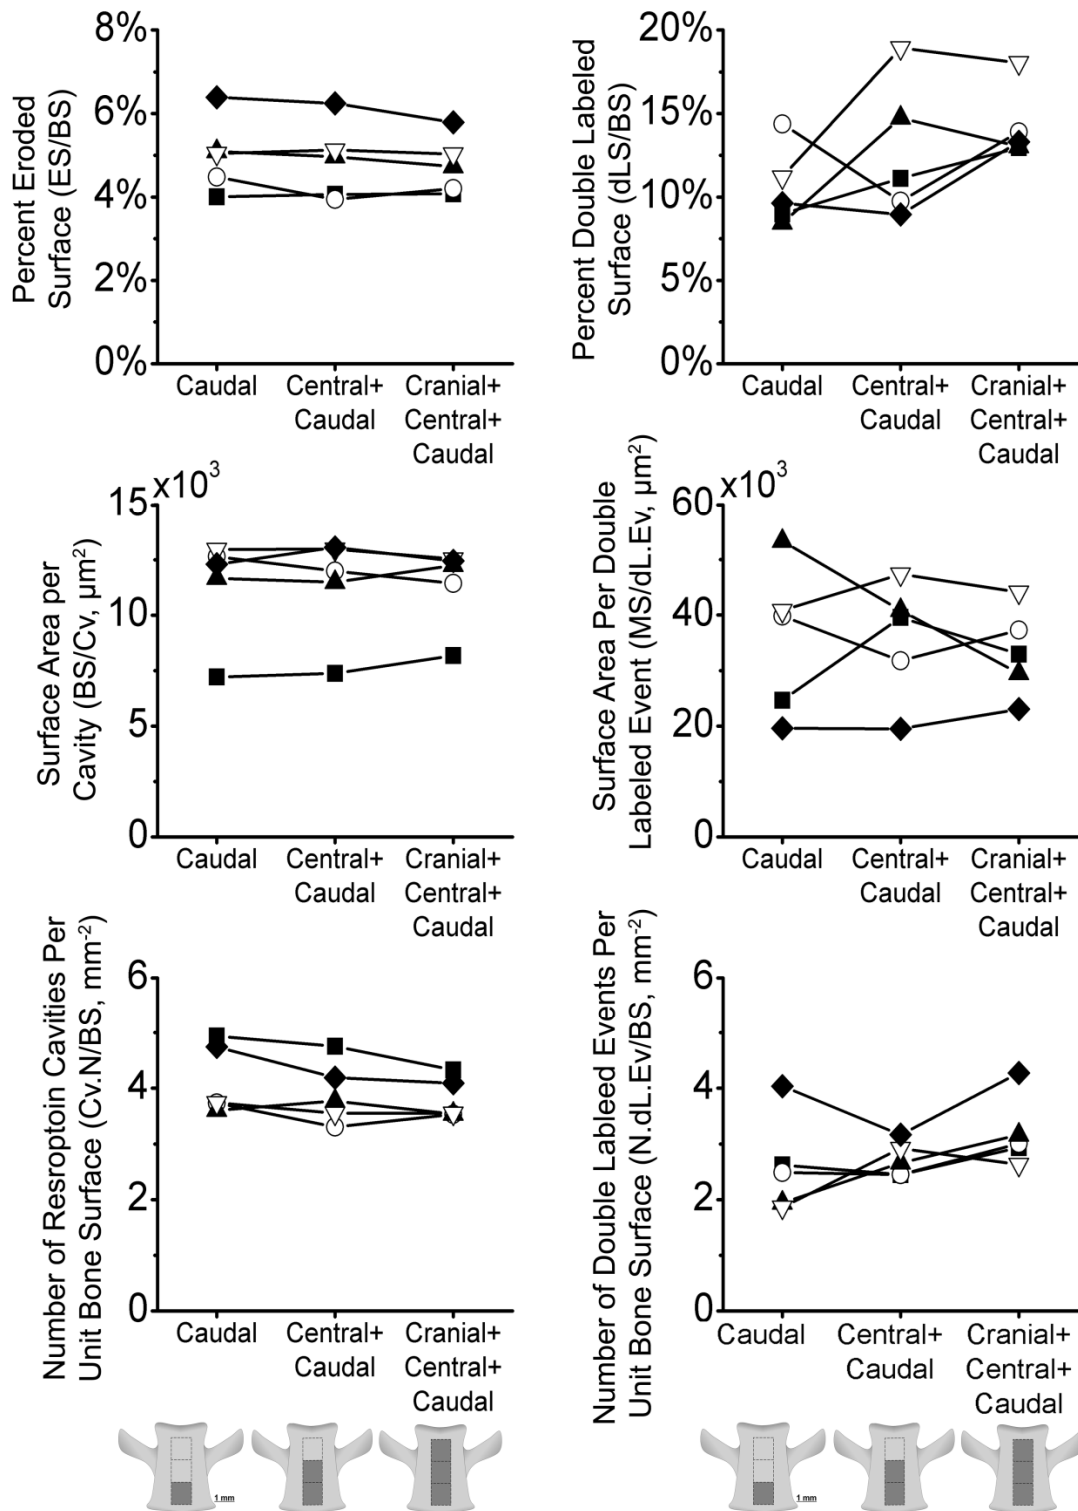 Percent Eroded
Surface (ES/BS)
8%
6%
4%
2%
0%
Caudal
Central+
Caudal
Cranial+
Central+
Caudal
Percent Double Labeled
Surface (dLS/BS)
20%
15%
10%
5%
0%
Caudal
Central+
Caudal
Cranial+
Central+
Caudal
Surface Area per
Cavity (BS/Cv, µm²)
x10³
15
10
5
0
Caudal
Central+
Caudal
Cranial+
Central+
Caudal
Surface Area Per Double
Labeled Event (MS/dL.Ev, µm²)
x10³
60
40
20
0
Caudal
Central+
Caudal
Cranial+
Central+
Caudal
Number of Resroptoin Cavities Per
Unit Bone Surface (Cv.N/BS, mm⁻²)
6
4
2
0
Caudal
Central+
Caudal
Cranial+
Central+
Caudal
Number of Double Lableed Events Per
Unit Bone Surface (N.dL.Ev/BS, mm⁻²)
6
4
2
0
Caudal
Central+
Caudal
Cranial+
Central+
Caudal
1 mm
1 mm